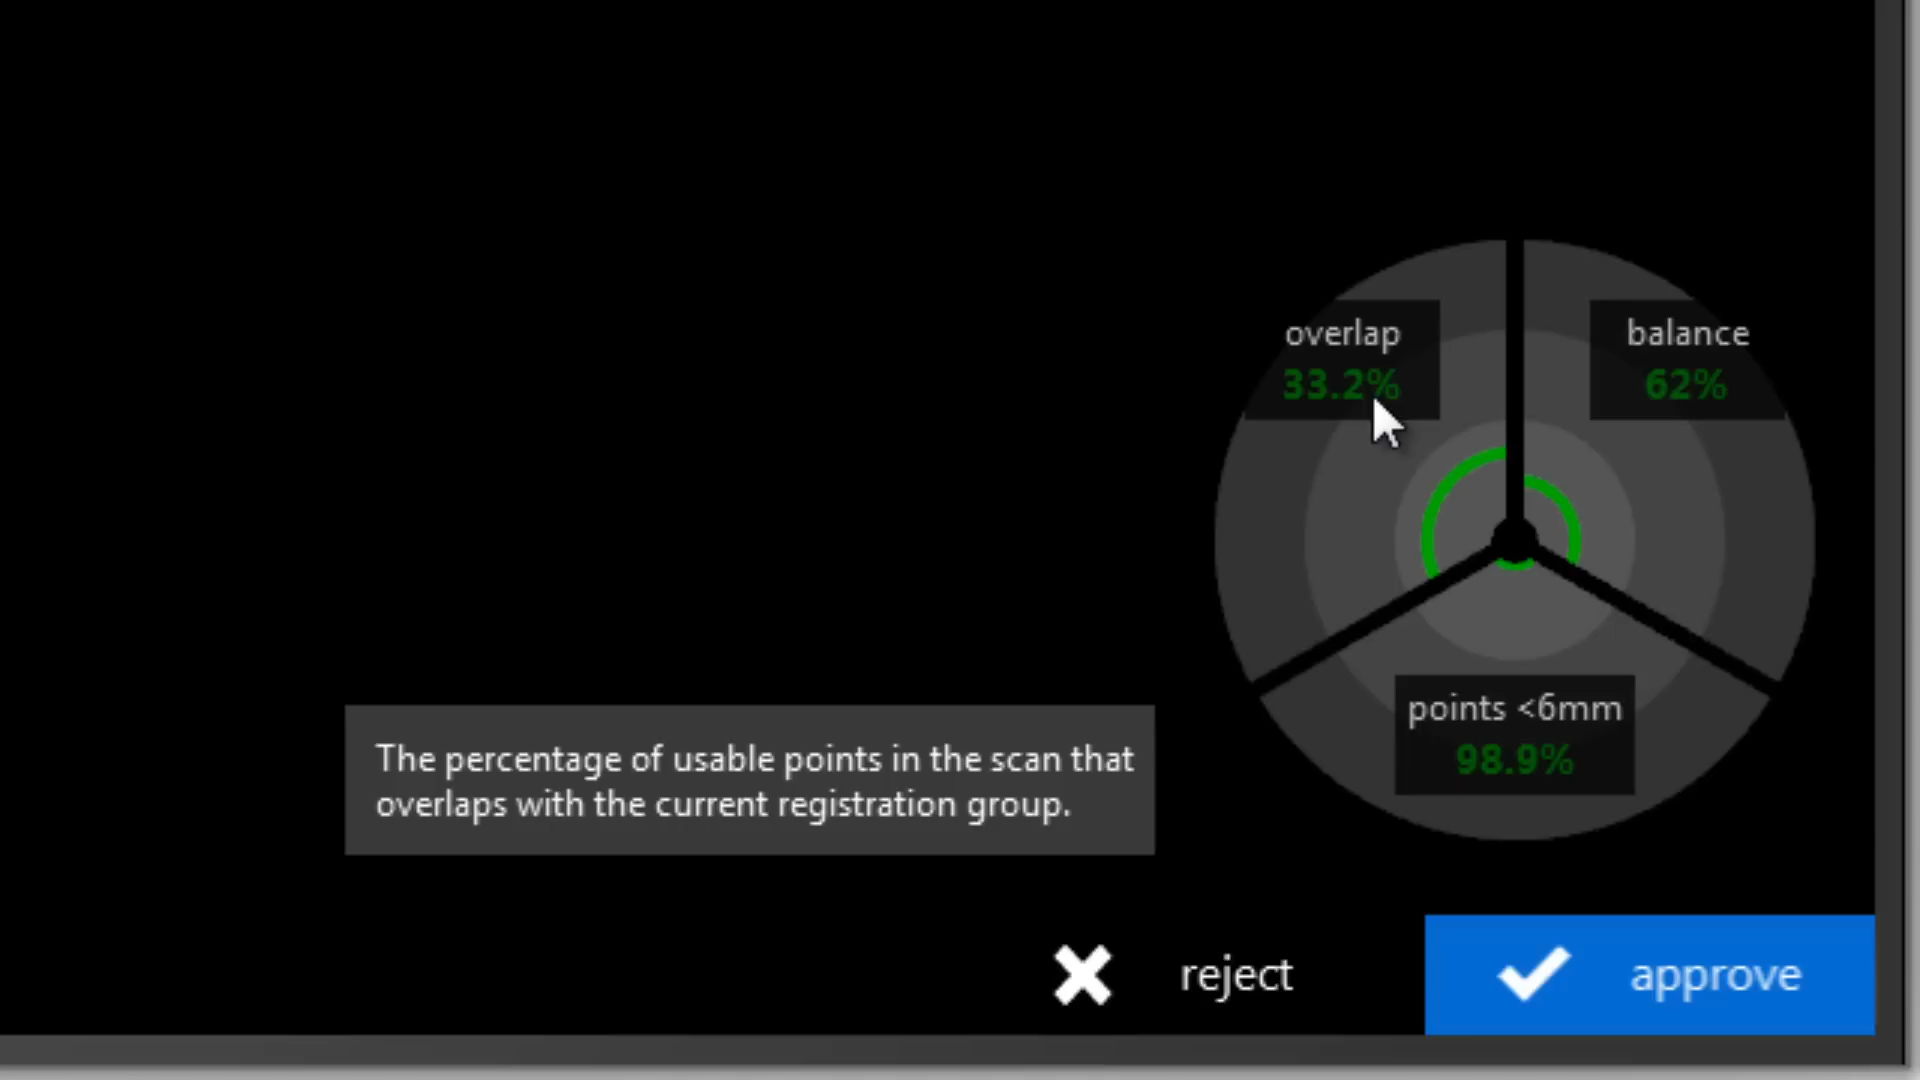 overlap
33.2%
balance
62%
points <6mm
98.9%
The percentage of usable points in the scan that
overlaps with the current registration group.
reject
approve